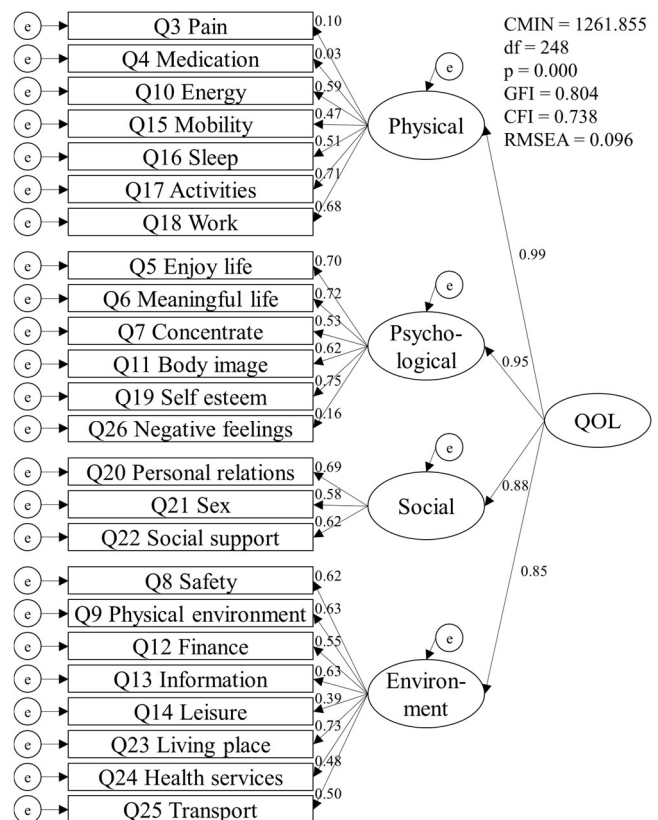 CMIN = 1261.855
df = 248
p = 0.000
GFI = 0.804
CFI = 0.738
RMSEA = 0.096
e Q3 Pain 0.10
e Q4 Medication 0.03
e Q10 Energy 0.59
e Q15 Mobility 0.47
e Q16 Sleep 0.51
e Q17 Activities 0.71
e Q18 Work 0.68
e
Physical
0.99
e Q5 Enjoy life 0.70
e Q6 Meaningful life 0.72
e Q7 Concentrate 0.53
e Q11 Body image 0.62
e Q19 Self esteem 0.75
e Q26 Negative feelings 0.16
e
Psycho-
logical
0.95
QOL
e Q20 Personal relations 0.69
e Q21 Sex 0.58
e Q22 Social support 0.62
e
Social
0.88
e Q8 Safety 0.62
e Q9 Physical environment 0.63
e Q12 Finance 0.55
e Q13 Information 0.63
e Q14 Leisure 0.39
e Q23 Living place 0.73
e Q24 Health services 0.48
e Q25 Transport 0.50
e
Environ-
ment
0.85